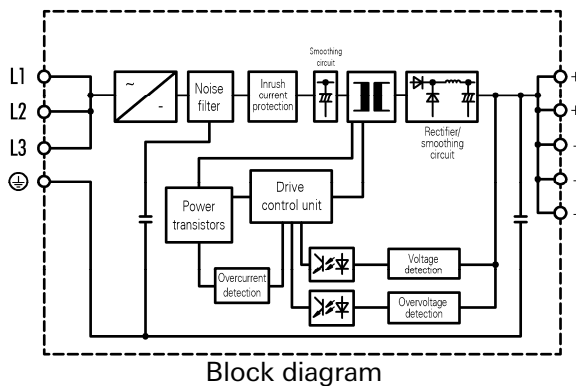 Smoothing
circuit
L1
L2
L3
~
-
Noise
filter
Inrush
current
protection
Rectifier/
smoothing
circuit
+
+
-
-
-
Power
transistors
Drive
control unit
Overcurrent
detection
Voltage
detection
Overvoltage
detection
Block diagram